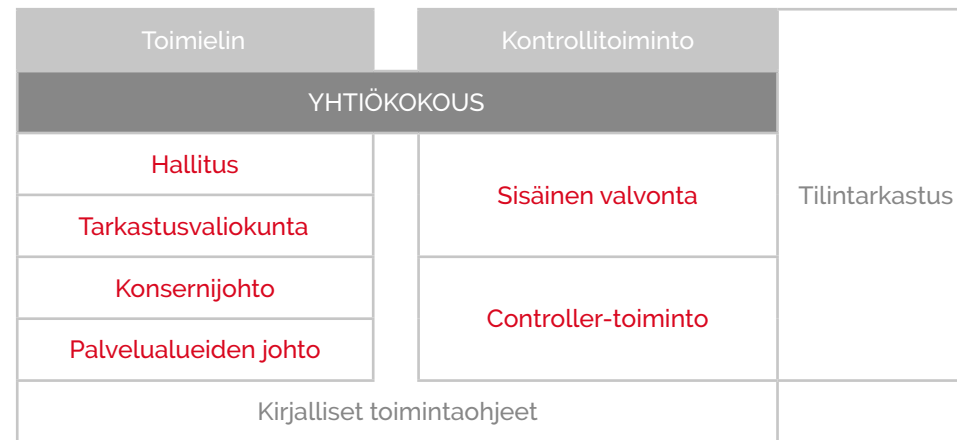 Toimielin
Kontrollitoiminto
YHTIÖKOKOUS
Hallitus
Tarkastusvaliokunta
Konsernijohto
Palvelualueiden johto
Sisäinen valvonta
Controller-toiminto
Tilintarkastus
Kirjalliset toimintaohjeet